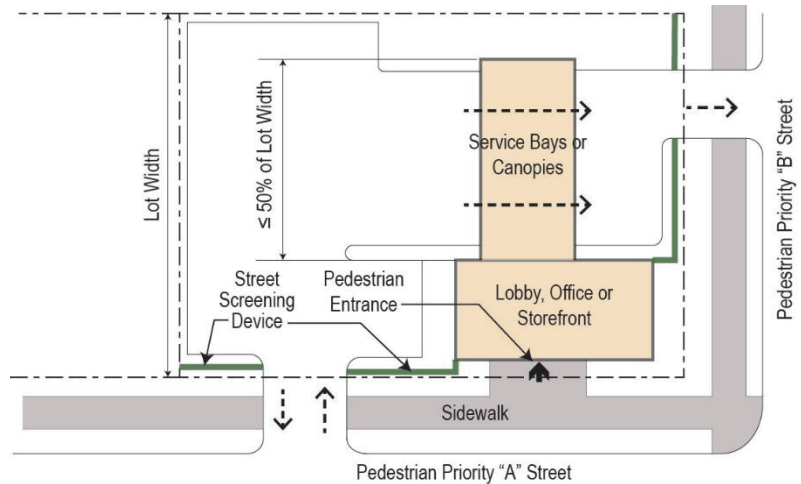 Lot Width
≤ 50% of Lot Width
Service Bays or
Canopies
Pedestrian Priority “B” Street
Street
Screening
Device
Pedestrian
Entrance
Lobby, Office or
Storefront
Sidewalk
Pedestrian Priority “A” Street